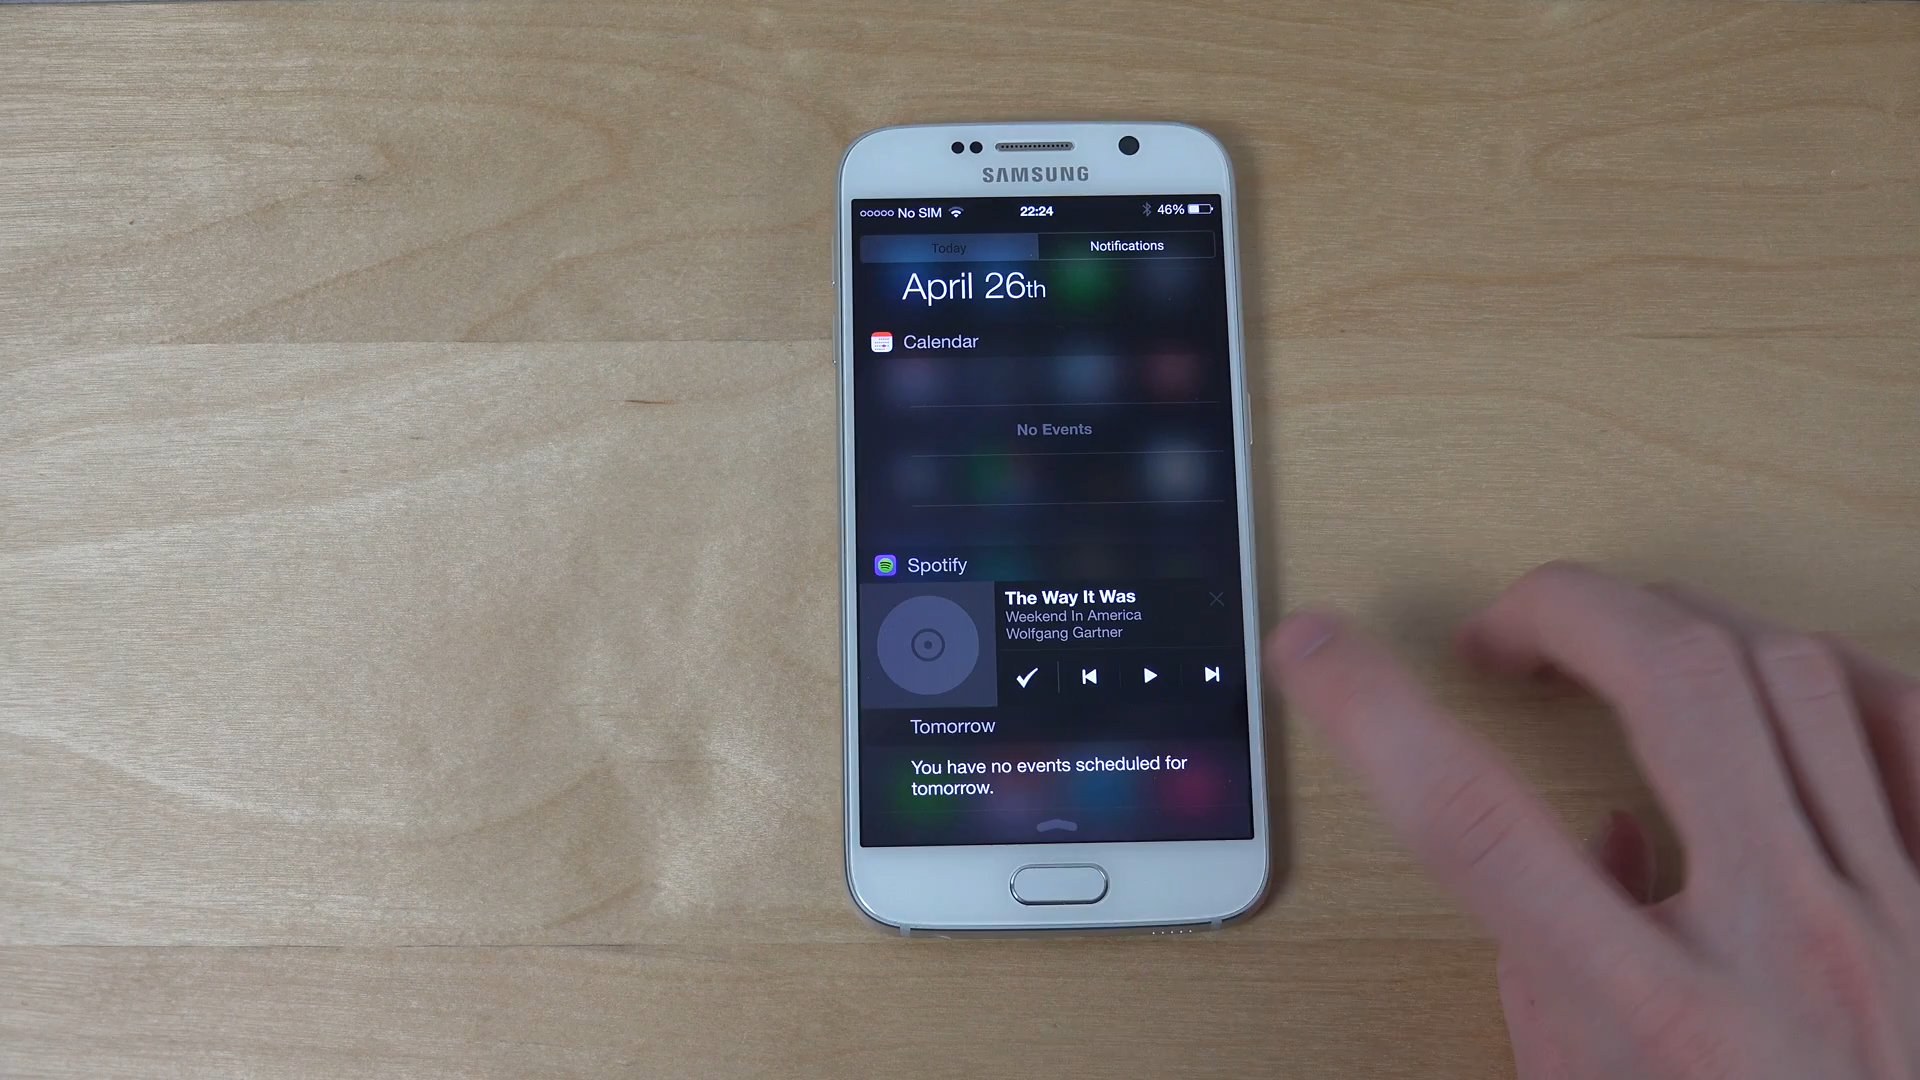 SAMSUNG
ooooo No SIM 22:24 46%
Today Notifications
April 26th
Calendar
No Events
Spotify
The Way It Was
Weekend In America
Wolfgang Gartner
Tomorrow
You have no events scheduled for
tomorrow.